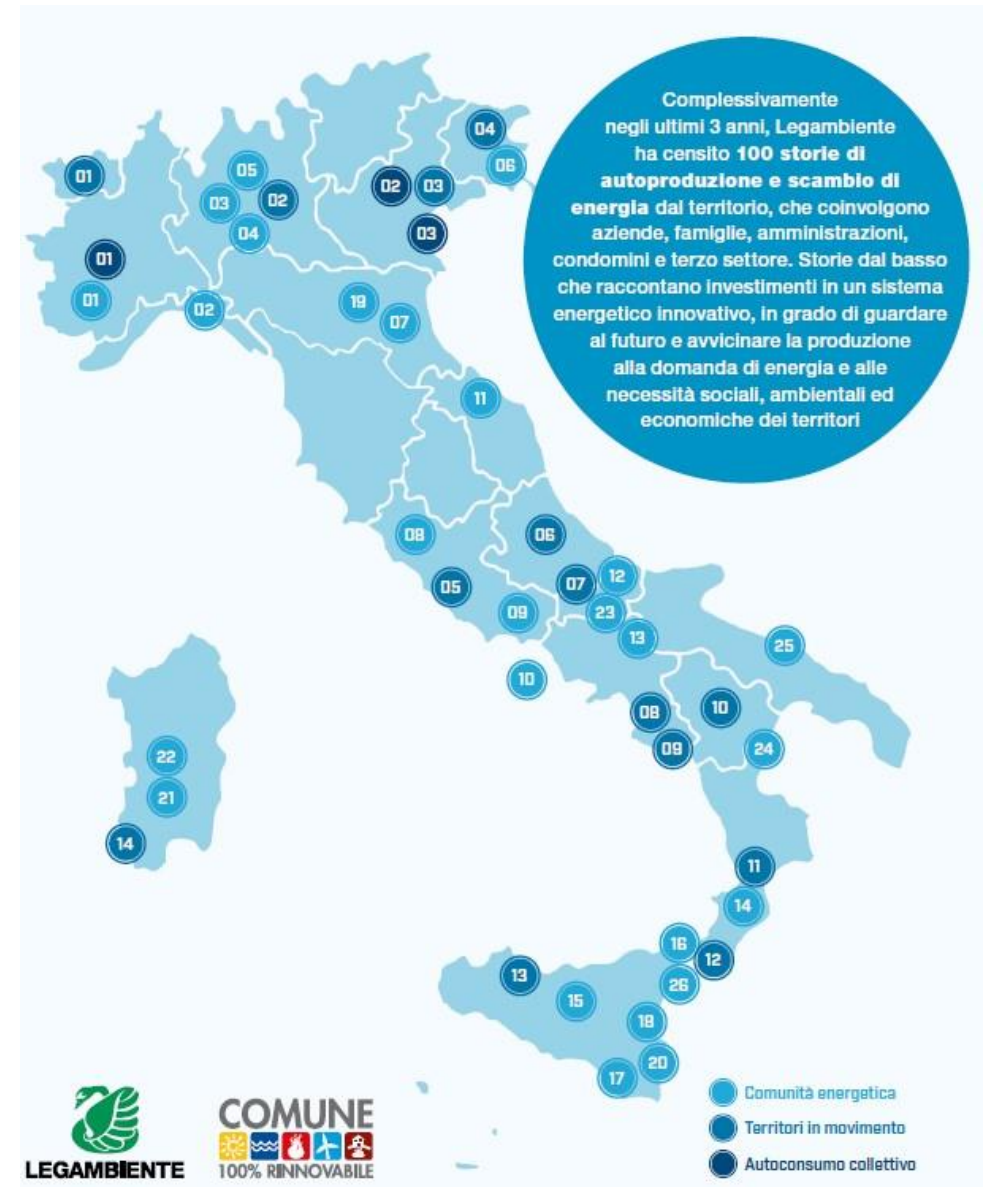 Complessivamente
negli ultimi 3 anni, Legambiente
ha censito 100 storie di
autoproduzione e scambio di
energia dal territorio, che coinvolgono
aziende, famiglie, amministrazioni,
condomini e terzo settore. Storie dal basso
che raccontano investimenti in un sistema
energetico innovativo, in grado di guardare
al futuro e avvicinare la produzione
alla domanda di energia e alle
necessità sociali, ambientali ed
economiche dei territori
04
06
01
05
03
02
04
02
03
03
01
01
02
19
07
11
08
06
05
07
12
09
23
13
25
10
08
10
09
24
22
21
14
11
14
16
12
13
26
15
18
20
17
Comunità energetica
Territori in movimento
Autoconsumo collettivo
LEGAMBIENTE
COMUNE
100% RINNOVABILE